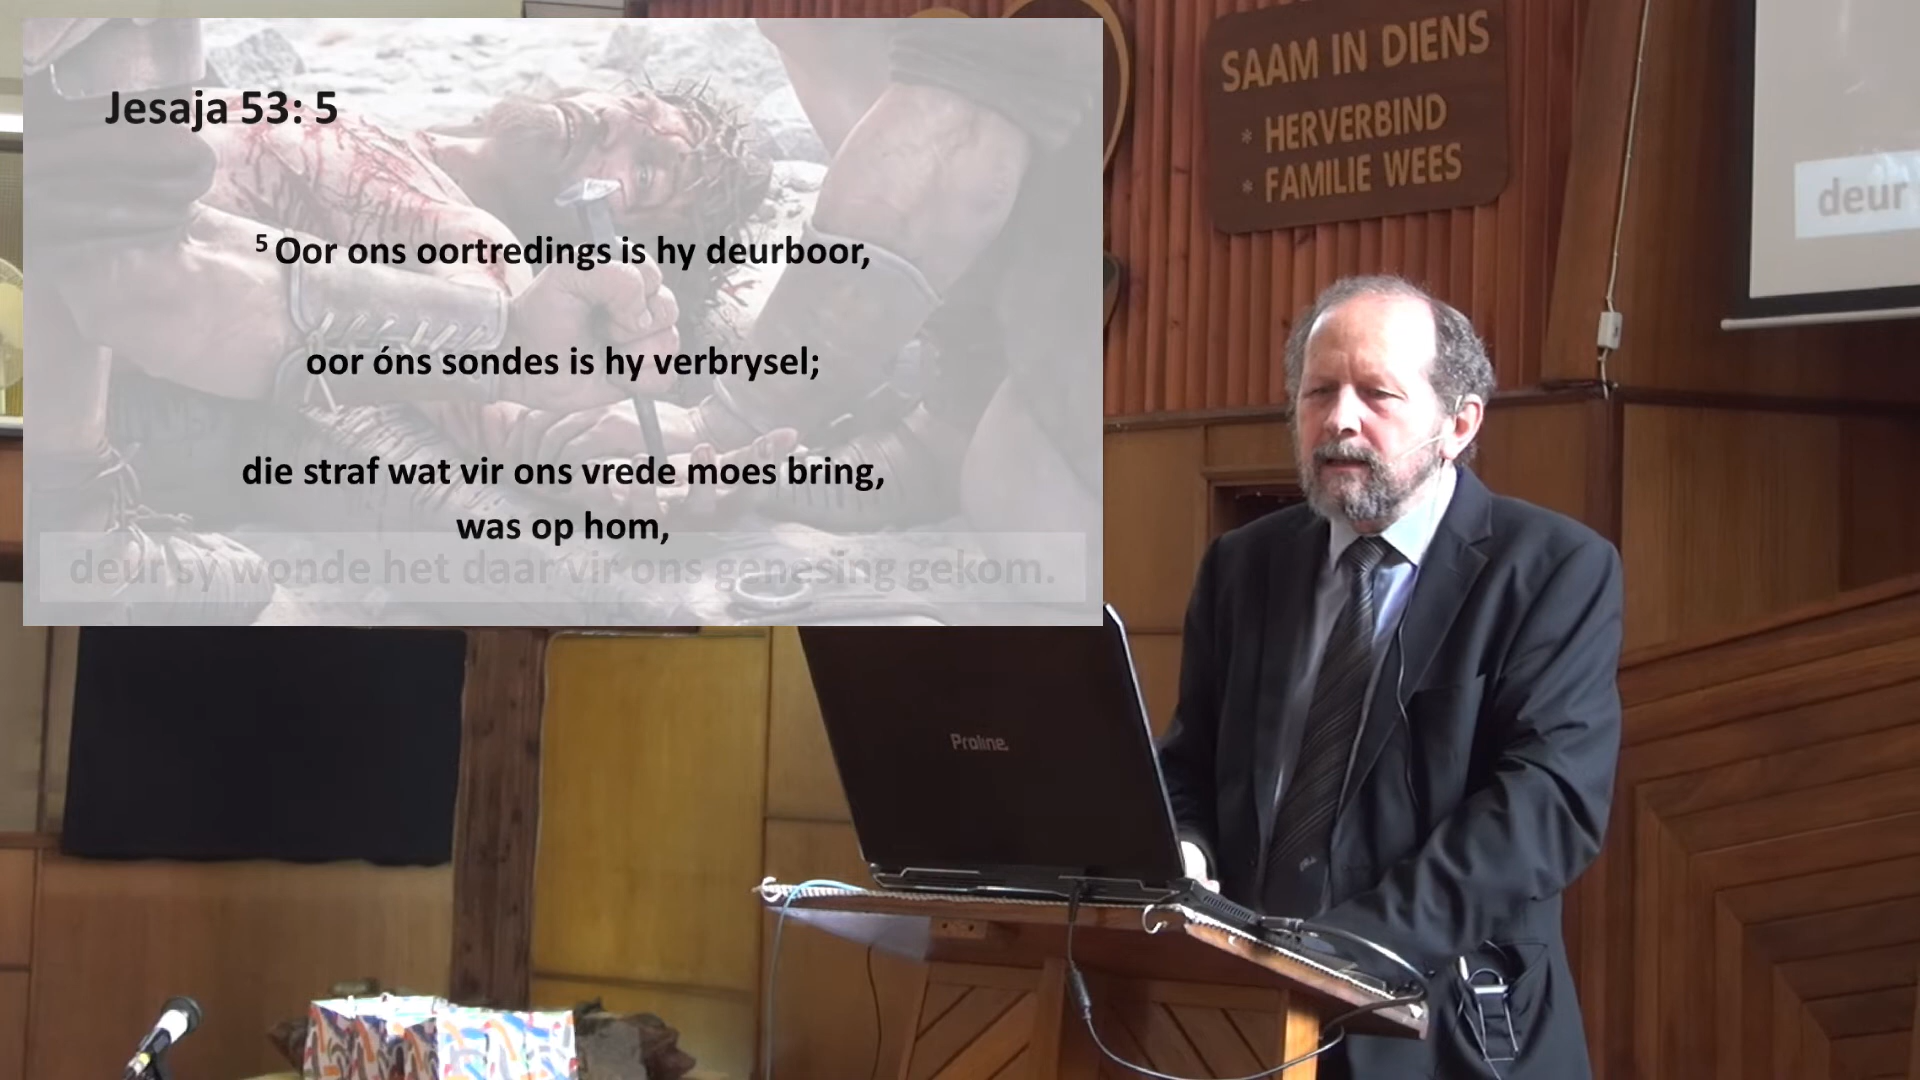 Jesaja 53: 5
5 Oor ons oortredings is hy deurboor,
oor óns sondes is hy verbrysel;
die straf wat vir ons vrede moes bring,
was op hom,
deur sy wonde het daar vir ons genesing gekom.
SAAM IN DIENS
* HERVERBIND
* FAMILIE WEES
deur
Proline